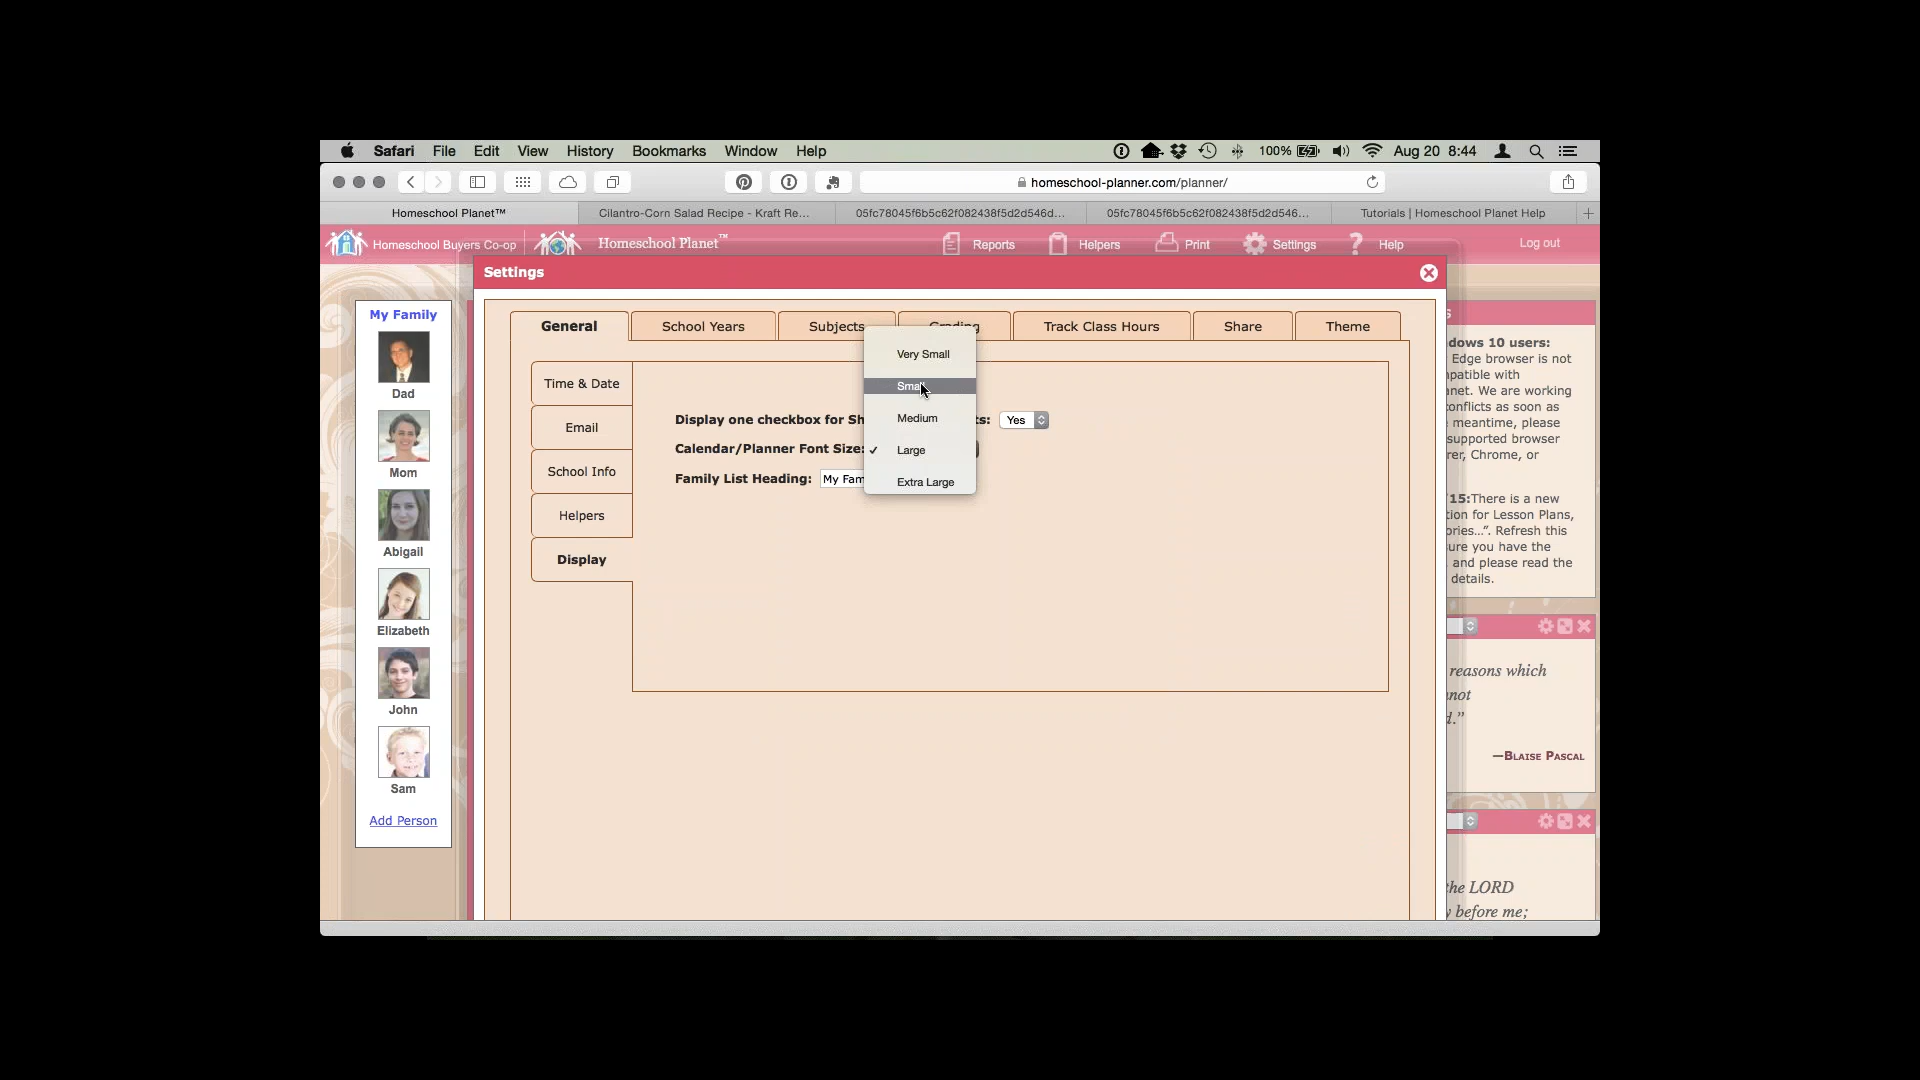 Safari File Edit View History Bookmarks Window Help 100% Aug 20 8:44
homeschool-planner.com/planner/
Homeschool Planet™ Cilantro-Corn Salad Recipe - Kraft Re... 05fc78045f6b5c62f082438f5d2d546d... 05fc78045f6b5c62f082438f5d2d546... Tutorials | Homeschool Planet Help
Homeschool Buyers Co-op Homeschool Planet™ Reports Helpers Print Settings Help Log out
Settings
General School Years Subjects Grading Track Class Hours Share Theme
My Family
Dad
Mom
Abigail
Elizabeth
John
Sam
Add Person
Time & Date
Email
School Info
Helpers
Display
Display one checkbox for Sh ts: Yes
Calendar/Planner Font Size:
Family List Heading: My Fam
Very Small
Small
Medium
✓ Large
Extra Large
s
dows 10 users:
Edge browser is not
patible with
net. We are working
onflicts as soon as
meantime, please
supported browser
rer, Chrome, or
15:There is a new
tion for Lesson Plans,
ories...”. Refresh this
ure you have the
, and please read the
details.
reasons which
not
d.”
—Blaise Pascal
the LORD
y before me;